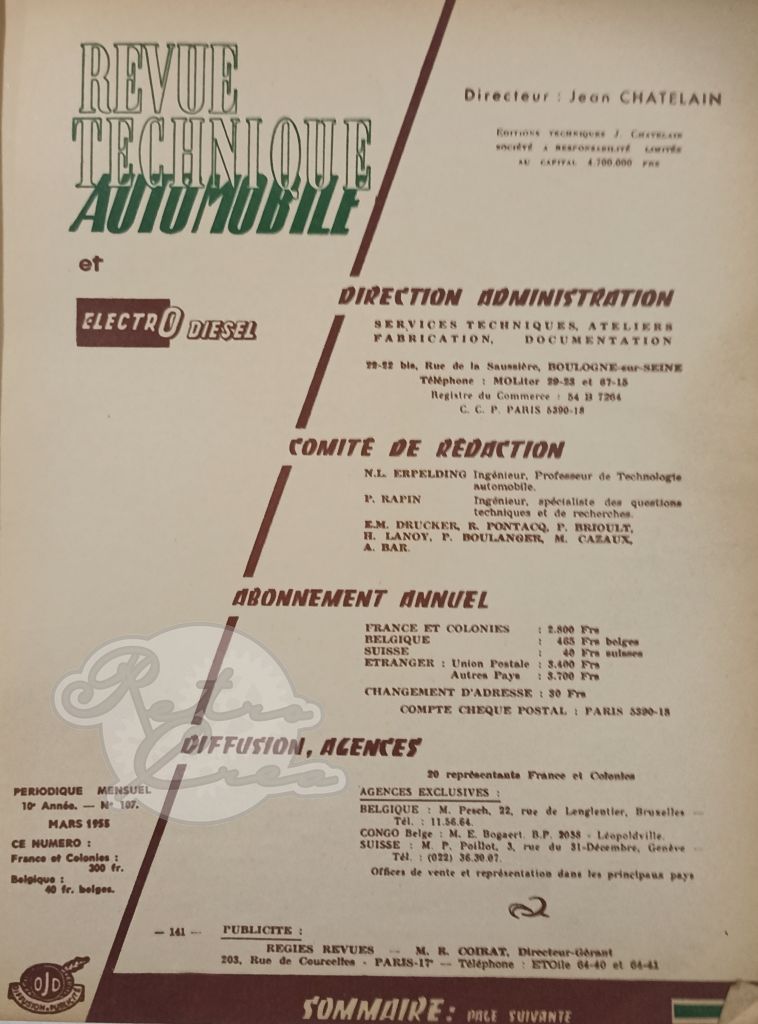 REVUE
TECHNIQUE
AUTOMOBILE
et
ELECTRO DIESEL
Directeur : Jean CHATELAIN
EDITIONS TECHNIQUES J. CHATELAIN
SOCIÉTÉ A RESPONSABILITÉ LIMITÉE
AU CAPITAL 4.700.000 FRS
DIRECTION ADMINISTRATION
SERVICES TECHNIQUES, ATELIERS
FABRICATION, DOCUMENTATION
22-22 bis, Rue de la Saussière, BOULOGNE-sur-SEINE
Téléphone : MOLitor 29-23 et 67-15
Registre du Commerce : 54 B 7264
C. C. P. PARIS 5390-18
COMITÉ DE RÉDACTION
N.L. ERPELDING Ingénieur, Professeur de Technologie
automobile.
P. RAPIN Ingénieur, spécialiste des questions
techniques et de recherches.
E.M. DRUCKER, R. PONTACQ, P. BRIOULT,
H. LANOY, P. BOULANGER, M. CAZAUX,
A. BAR.
ABONNEMENT ANNUEL
FRANCE ET COLONIES : 2.800 Frs
BELGIQUE : 465 Frs belges
SUISSE : 40 Frs suisses
ETRANGER : Union Postale : 3.400 Frs
Autres Pays : 3.700 Frs
CHANGEMENT D'ADRESSE : 30 Frs
COMPTE CHEQUE POSTAL : PARIS 5390-18
Retro
Crea
DIFFUSION, AGENCES
20 représentants France et Colonies
AGENCES EXCLUSIVES :
BELGIQUE : M. Pesch, 22, rue de Lenglentier, Bruxelles —
Tél. : 11.56.64.
CONGO Belge : M. E. Bogaert. B.P. 2038 - Léopoldville.
SUISSE : M. P. Poillot, 3, rue du 31-Décembre, Genève —
Tél. : (022) 36.30.07.
Offices de vente et représentation dans les principaux pays
PERIODIQUE MENSUEL
10e Année. — N° 107.
MARS 1955
CE NUMERO :
France et Colonies :
300 fr.
Belgique :
40 fr. belges.
— 141 — PUBLICITE :
REGIES REVUES — M. R. COIRAT, Directeur-Gérant
203, Rue de Courcelles - PARIS-17e — Téléphone : ETOile 64-40 et 64-41
OJD
DIFFUSION-PUBLICITÉ
SOMMAIRE : PAGE SUIVANTE